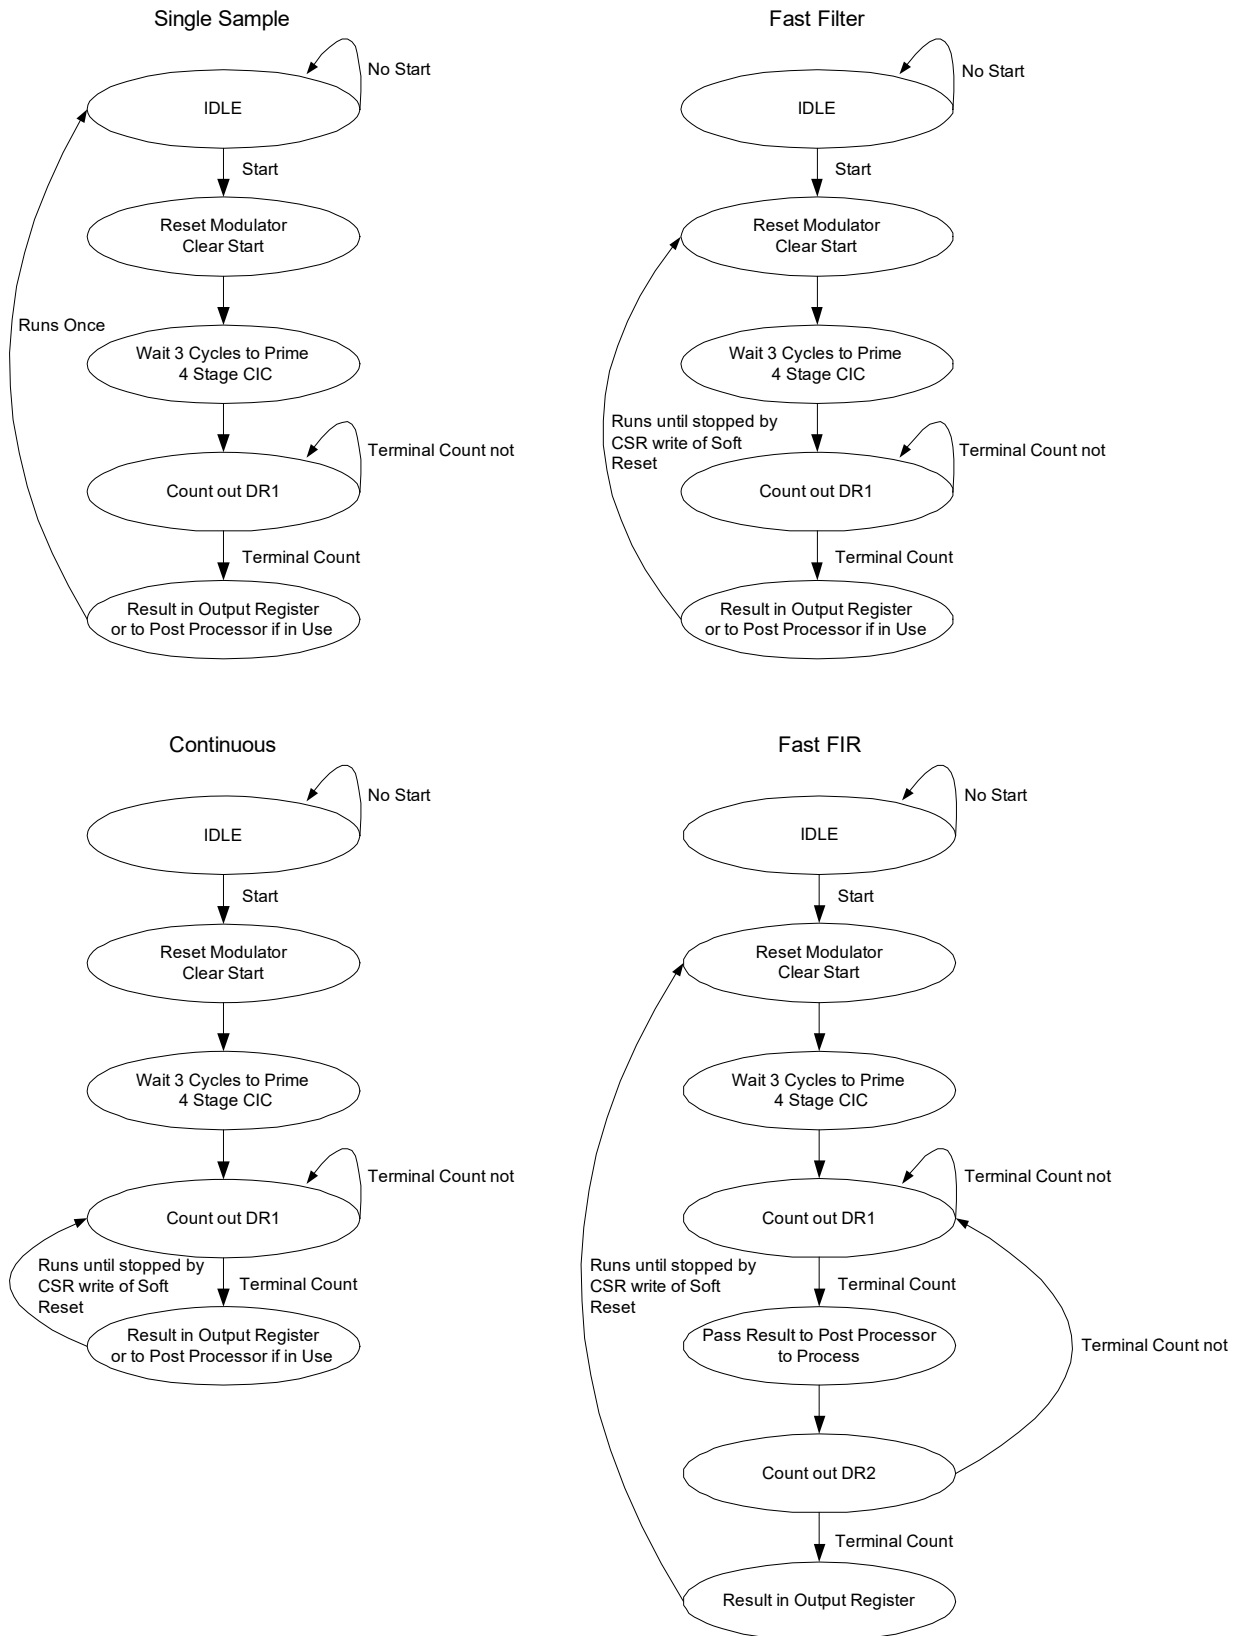 Single Sample
No Start
IDLE
Start
Reset Modulator
Clear Start
Runs Once
Wait 3 Cycles to Prime
4 Stage CIC
Terminal Count not
Count out DR1
Terminal Count
Result in Output Register
or to Post Processor if in Use
Fast Filter
No Start
IDLE
Start
Reset Modulator
Clear Start
Wait 3 Cycles to Prime
4 Stage CIC
Runs until stopped by
CSR write of Soft
Reset
Terminal Count not
Count out DR1
Terminal Count
Result in Output Register
or to Post Processor if in Use
Continuous
No Start
IDLE
Start
Reset Modulator
Clear Start
Wait 3 Cycles to Prime
4 Stage CIC
Terminal Count not
Count out DR1
Runs until stopped by
CSR write of Soft
Reset
Terminal Count
Result in Output Register
or to Post Processor if in Use
Fast FIR
No Start
IDLE
Start
Reset Modulator
Clear Start
Wait 3 Cycles to Prime
4 Stage CIC
Terminal Count not
Count out DR1
Runs until stopped by
CSR write of Soft
Reset
Terminal Count
Pass Result to Post Processor
to Process
Terminal Count not
Count out DR2
Terminal Count
Result in Output Register